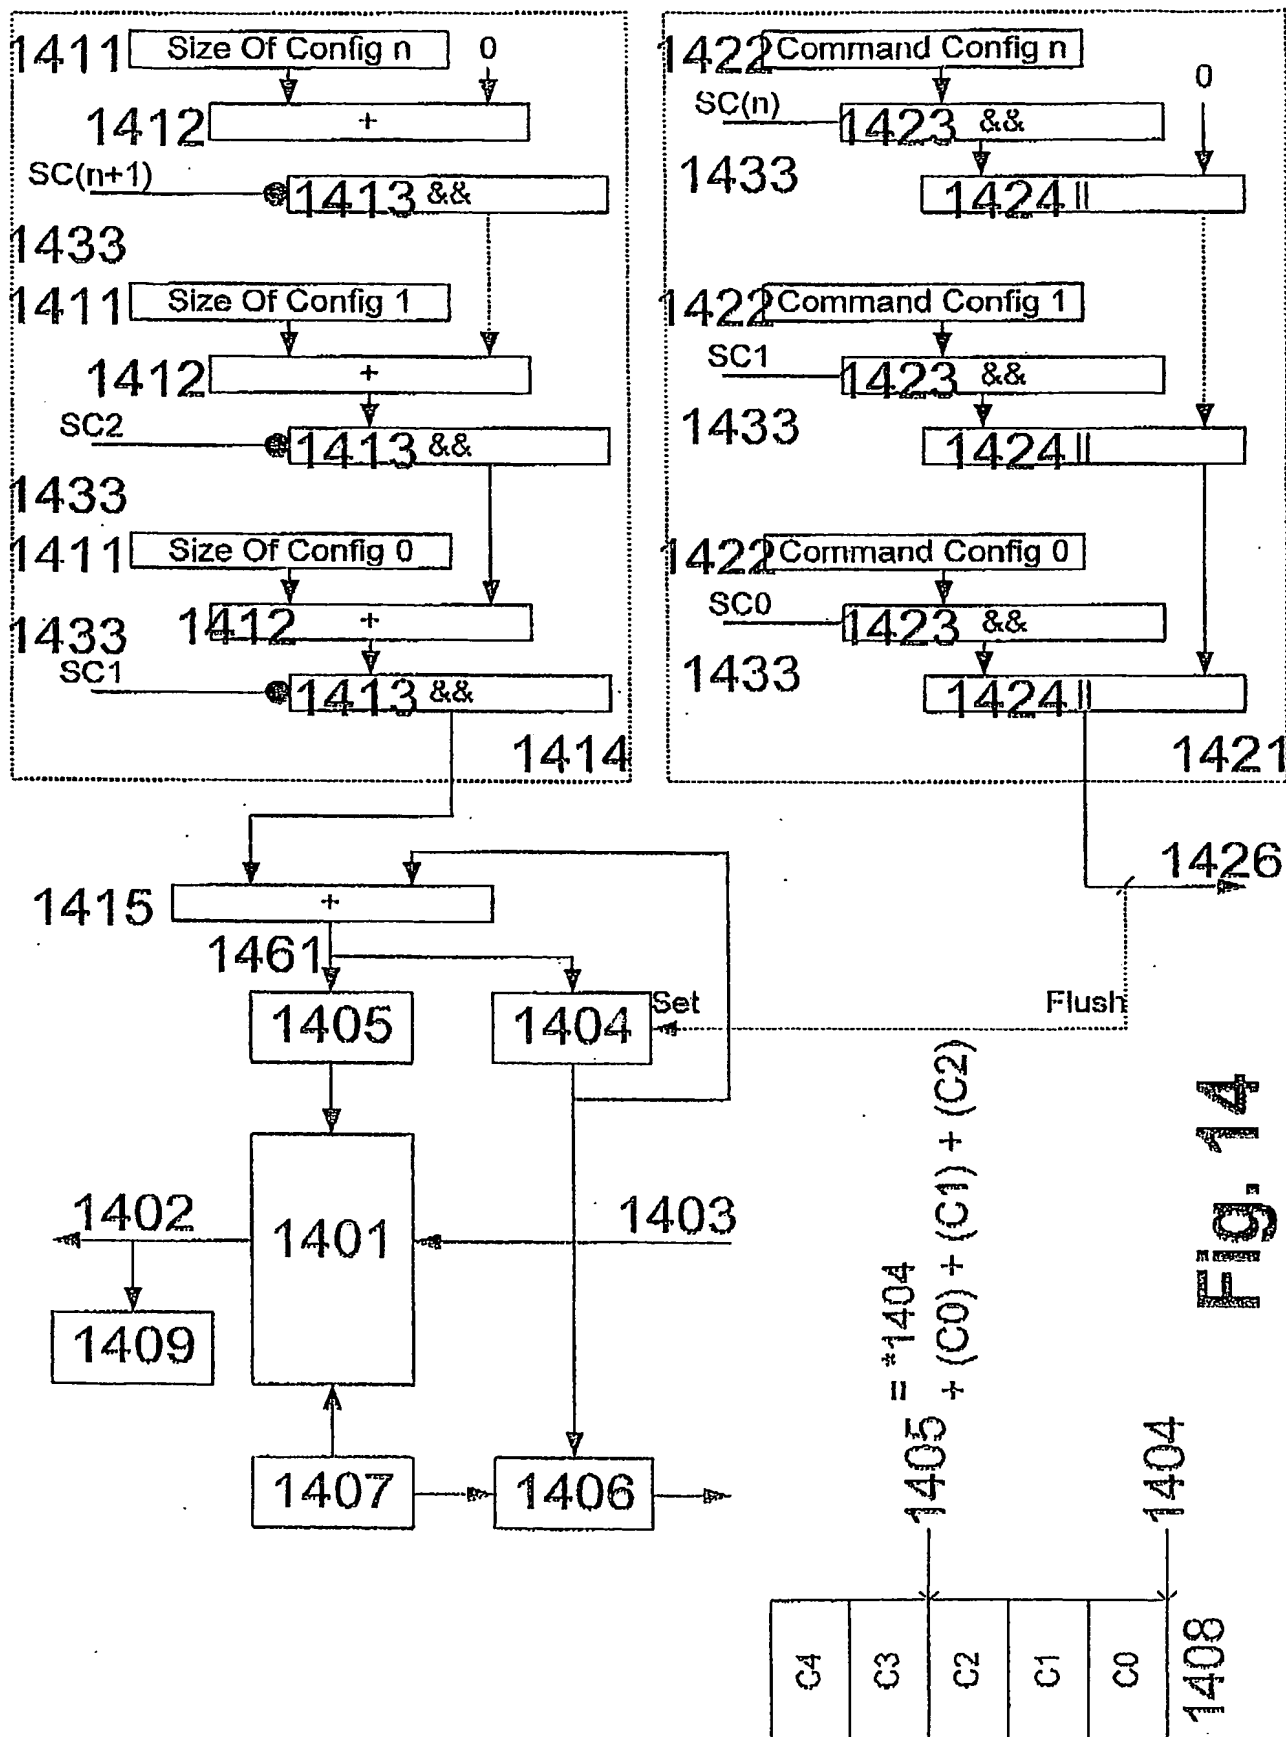 1411 Size Of Config n 0
1412 +
SC(n+1) 1413 &&
1433
1411 Size Of Config 1
1412 +
SC2 1413 &&
1433
1411 Size Of Config 0
1433 1412 +
SC1 1413 &&
1414
1422 Command Config n 0
SC(n) 1423 &&
1433 1424 ||
1422 Command Config 1
SC1 1423 &&
1433 1424 ||
1422 Command Config 0
SC0 1423 &&
1433 1424 ||
1421
1426
1415 +
1461
1405 1404 Set Flush
1402 1401 1403
1409
1407 1406
1405 = *1404
+ (C0) + (C1) + (C2)
1404
C4 C3 C2 C1 C0 1408
Fig. 14